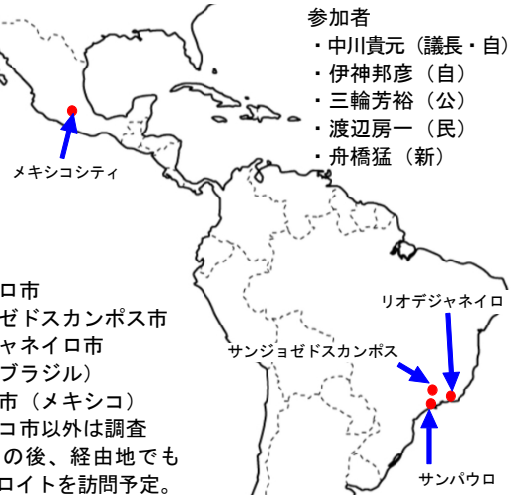 参加者
・中川貴元（議長・自）
・伊神邦彦（自）
・三輪芳裕（公）
・渡辺房一（民）
・舟橋猛（新）
メキシコシティ
リオデジャネイロ
サンジョゼドスカンポス
サンパウロ
ロ市
ゼドスカンポス市
ャネイロ市
ブラジル）
市（メキシコ）
コ市以外は調査
の後、経由地でも
ロイトを訪問予定。